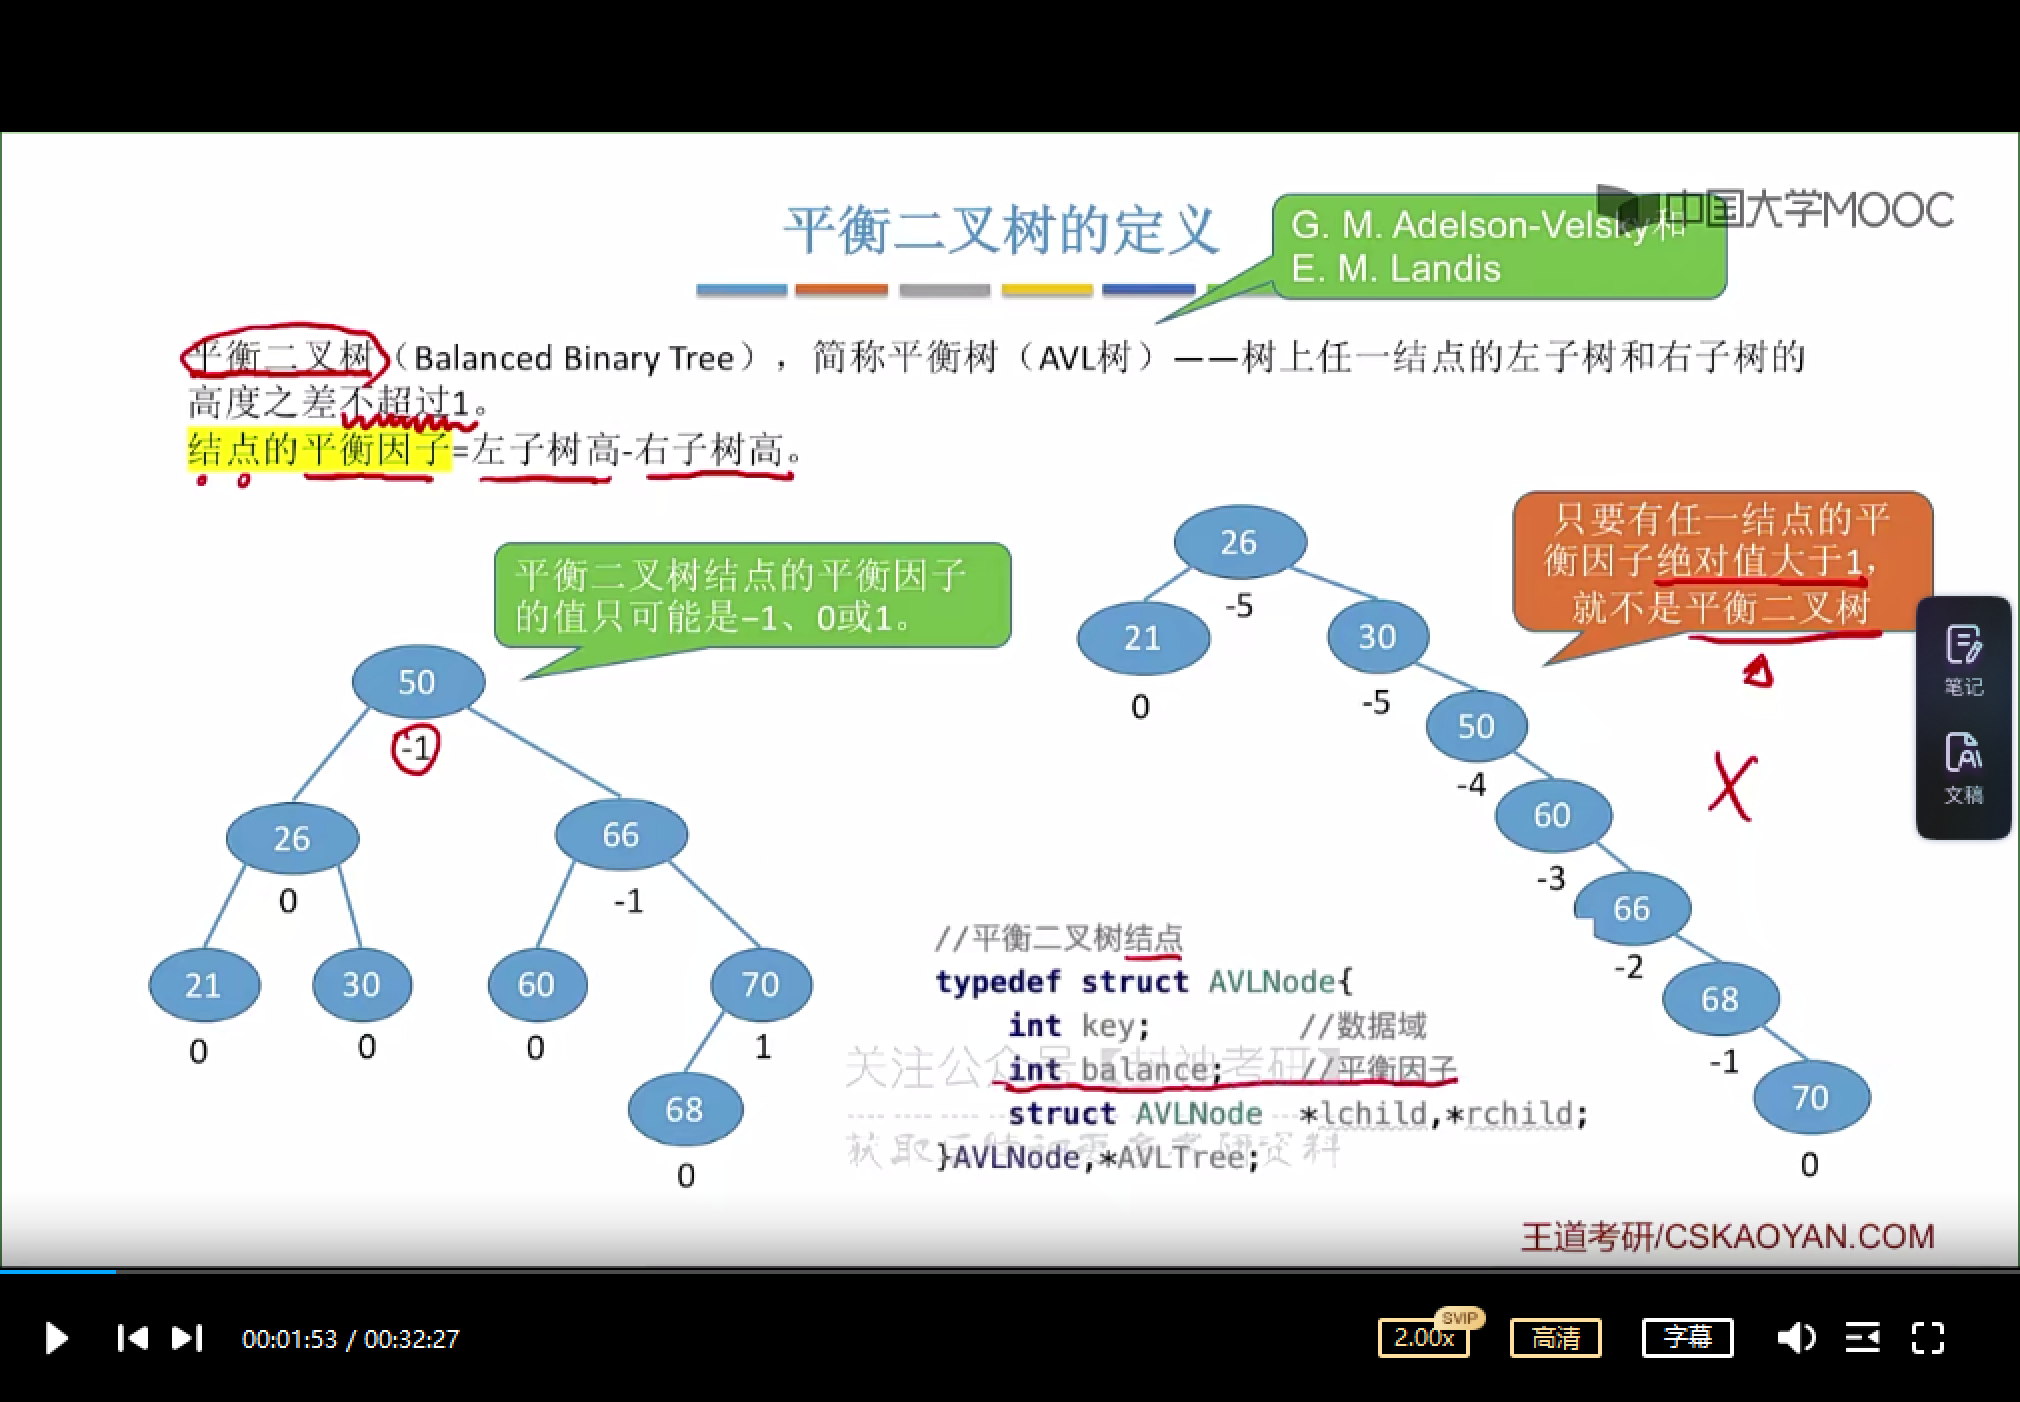 平衡二叉树的定义
G. M. Adelson-Velsky和
E. M. Landis
中国大学MOOC
平衡二叉树（Balanced Binary Tree），简称平衡树（AVL树）——树上任一结点的左子树和右子树的
高度之差不超过1。
结点的平衡因子=左子树高-右子树高。
平衡二叉树结点的平衡因子
的值只可能是−1、0或1。
只要有任一结点的平
衡因子绝对值大于1，
就不是平衡二叉树
50
-1
26
0
66
-1
21
0
30
0
60
0
70
1
68
0
26
-5
21
0
30
-5
50
-4
60
-3
66
-2
68
-1
70
0
X
//平衡二叉树结点
typedef struct AVLNode{
int key; //数据域
int balance; //平衡因子
struct AVLNode *lchild,*rchild;
}AVLNode,*AVLTree;
关注公众号【封神考研】
王道考研/CSKAOYAN.COM
笔记
文稿
00:01:53 / 00:32:27
SVIP
2.00x
高清
字幕